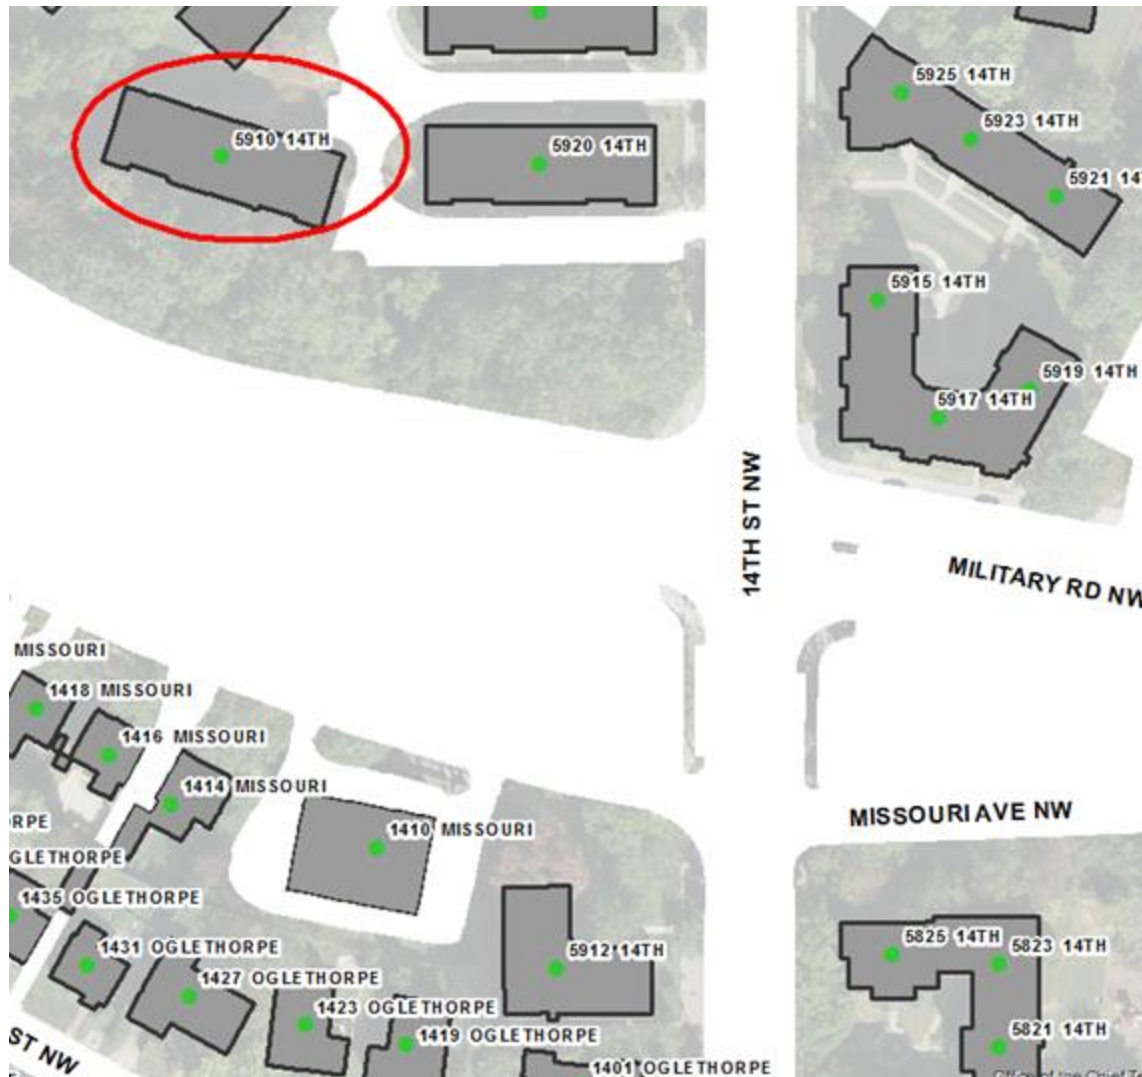 5925 14TH
5910 14TH
5920 14TH
5923 14TH
5921 14
5915 14TH
5919 14TH
5917 14TH
14TH ST NW
MILITARY RD NW
MISSOURI
1418 MISSOURI
1416 MISSOURI
1414 MISSOURI
MISSOURI AVE NW
1410 MISSOURI
RPE
GLETHORPE
1435 OGLETHORPE
5825 14TH
5823 14TH
1431 OGLETHORPE
5912 14TH
1427 OGLETHORPE
1423 OGLETHORPE
1419 OGLETHORPE
5821 14TH
ST NW
1401 OGLETHORPE